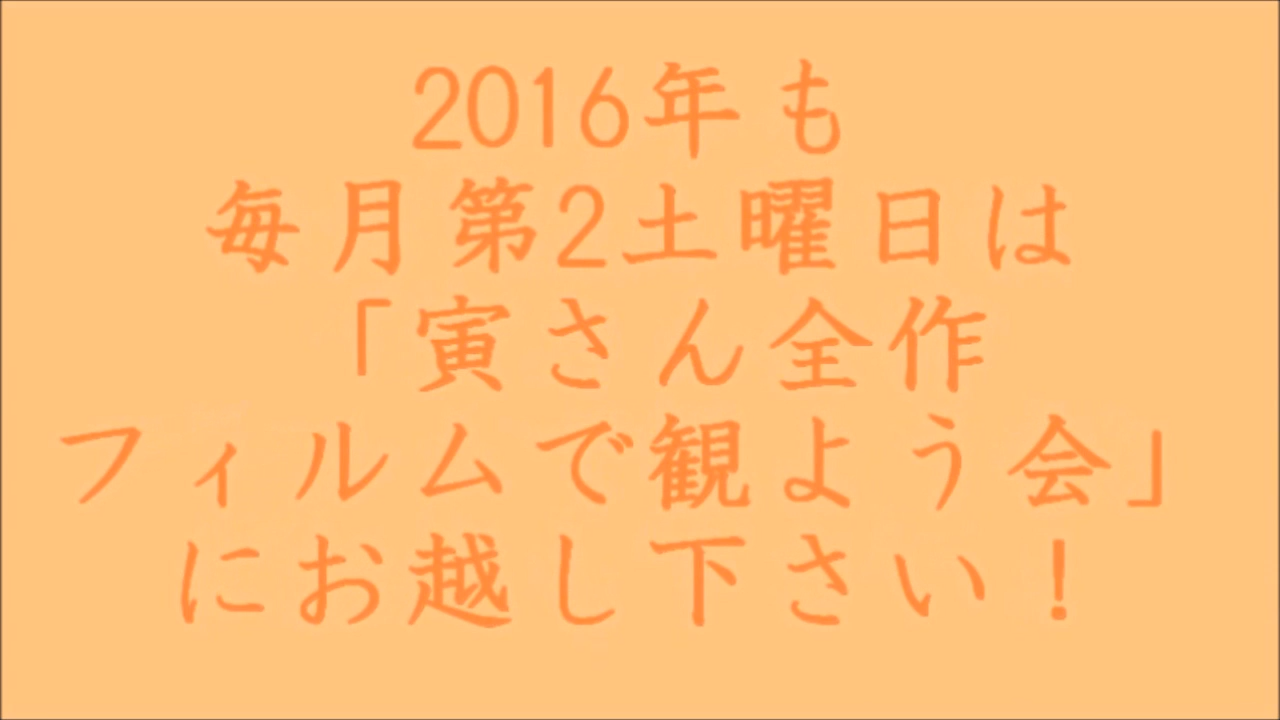 2016年も
毎月第2土曜日は
「寅さん全作
フィルムで観よう会」
にお越し下さい！